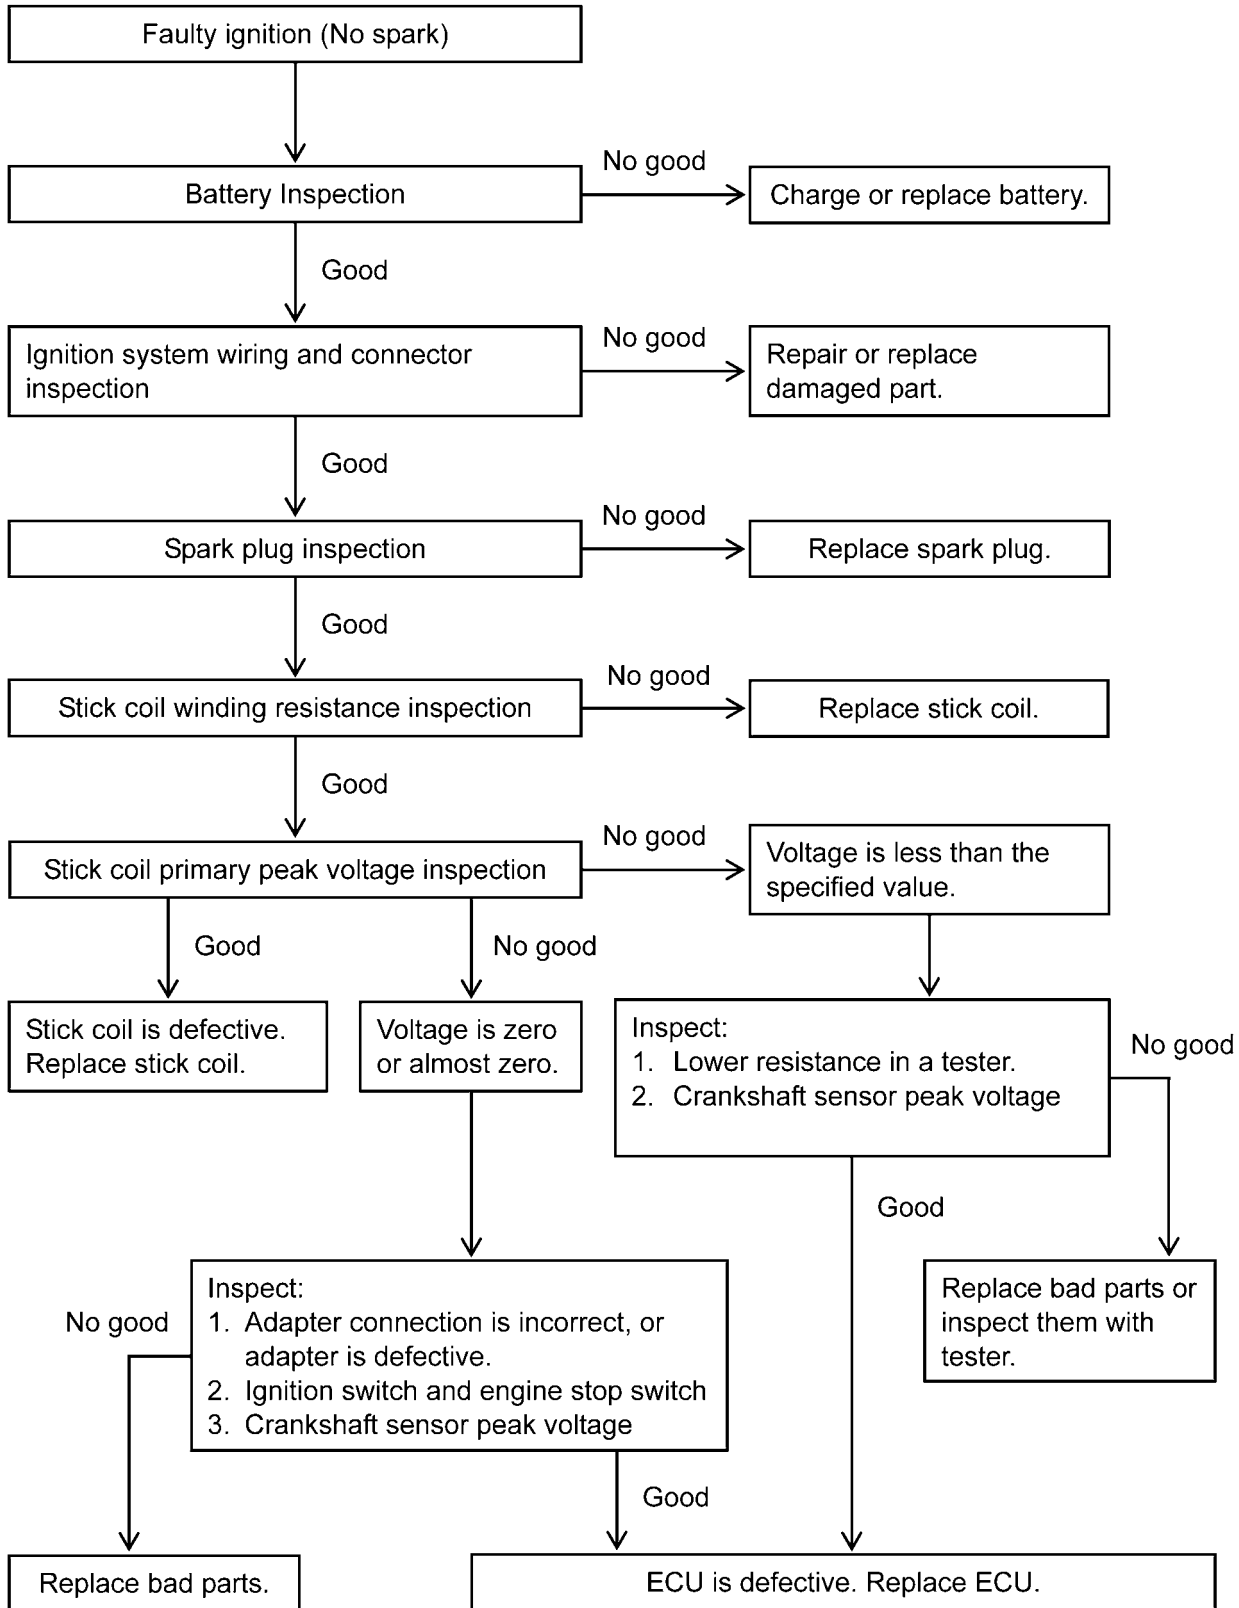 Faulty ignition (No spark)
No good
Battery Inspection
Charge or replace battery.
Good
Ignition system wiring and connector
inspection
No good
Repair or replace
damaged part.
Good
No good
Spark plug inspection
Replace spark plug.
Good
No good
Stick coil winding resistance inspection
Replace stick coil.
Good
No good
Stick coil primary peak voltage inspection
Voltage is less than the
specified value.
Good
No good
Stick coil is defective.
Replace stick coil.
Voltage is zero
or almost zero.
Inspect:
1. Lower resistance in a tester.
2. Crankshaft sensor peak voltage
No good
Good
Inspect:
1. Adapter connection is incorrect, or
adapter is defective.
2. Ignition switch and engine stop switch
3. Crankshaft sensor peak voltage
No good
Replace bad parts or
inspect them with
tester.
Good
Replace bad parts.
ECU is defective. Replace ECU.